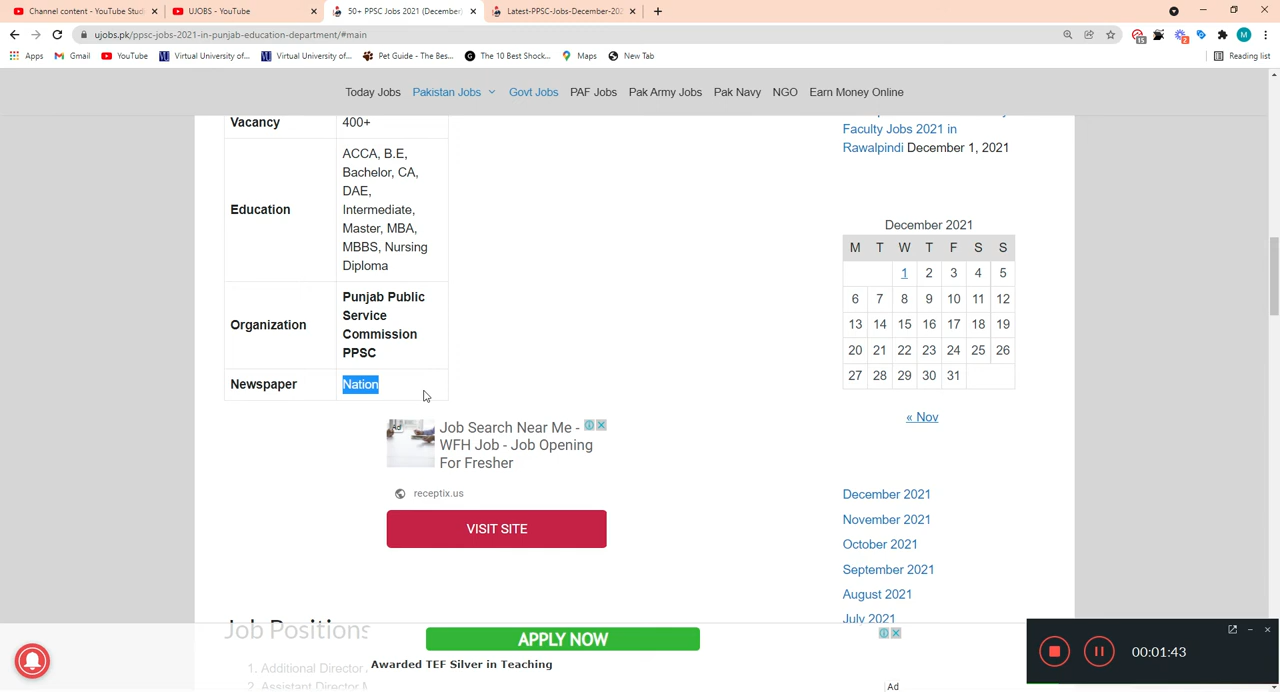 Channel content - YouTube Studi
UJOBS - YouTube
50+ PPSC Jobs 2021 (December)
Latest-PPSC-Jobs-December-202
ujobs.pk/ppsc-jobs-2021-in-punjab-education-department/#main
15
2
M
Apps
Gmail
YouTube
Virtual University of...
Virtual University of...
Pet Guide - The Bes...
The 10 Best Shock...
Maps
New Tab
Reading list
Today Jobs
Pakistan Jobs
Govt Jobs
PAF Jobs
Pak Army Jobs
Pak Navy
NGO
Earn Money Online
Vacancy
400+
Education
ACCA, B.E,
Bachelor, CA,
DAE,
Intermediate,
Master, MBA,
MBBS, Nursing
Diploma
Organization
Punjab Public
Service
Commission
PPSC
Newspaper
Nation
Ad
Job Search Near Me -
WFH Job - Job Opening
For Fresher
receptix.us
VISIT SITE
Job Positions
1. Additional Director
2. Assistant Director M
Faculty Jobs 2021 in
Rawalpindi December 1, 2021
December 2021
M T W T F S S
1 2 3 4 5
6 7 8 9 10 11 12
13 14 15 16 17 18 19
20 21 22 23 24 25 26
27 28 29 30 31
« Nov
December 2021
November 2021
October 2021
September 2021
August 2021
July 2021
APPLY NOW
Awarded TEF Silver in Teaching
Ad
00:01:43